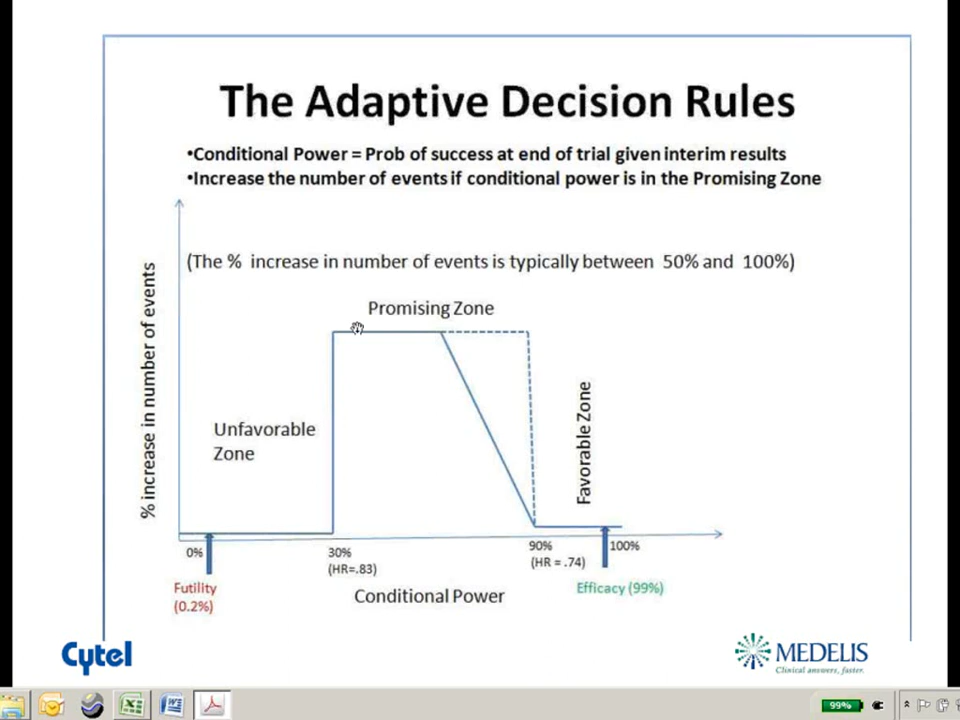 The Adaptive Decision Rules
•Conditional Power = Prob of success at end of trial given interim results
•Increase the number of events if conditional power is in the Promising Zone
(The % increase in number of events is typically between 50% and 100%)
Promising Zone
% increase in number of events
Unfavorable
Zone
Favorable Zone
0%
30%
(HR=.83)
90%
(HR = .74)
100%
Futility
(0.2%)
Conditional Power
Efficacy (99%)
Cytel
MEDELIS
Clinical answers, faster.
99%